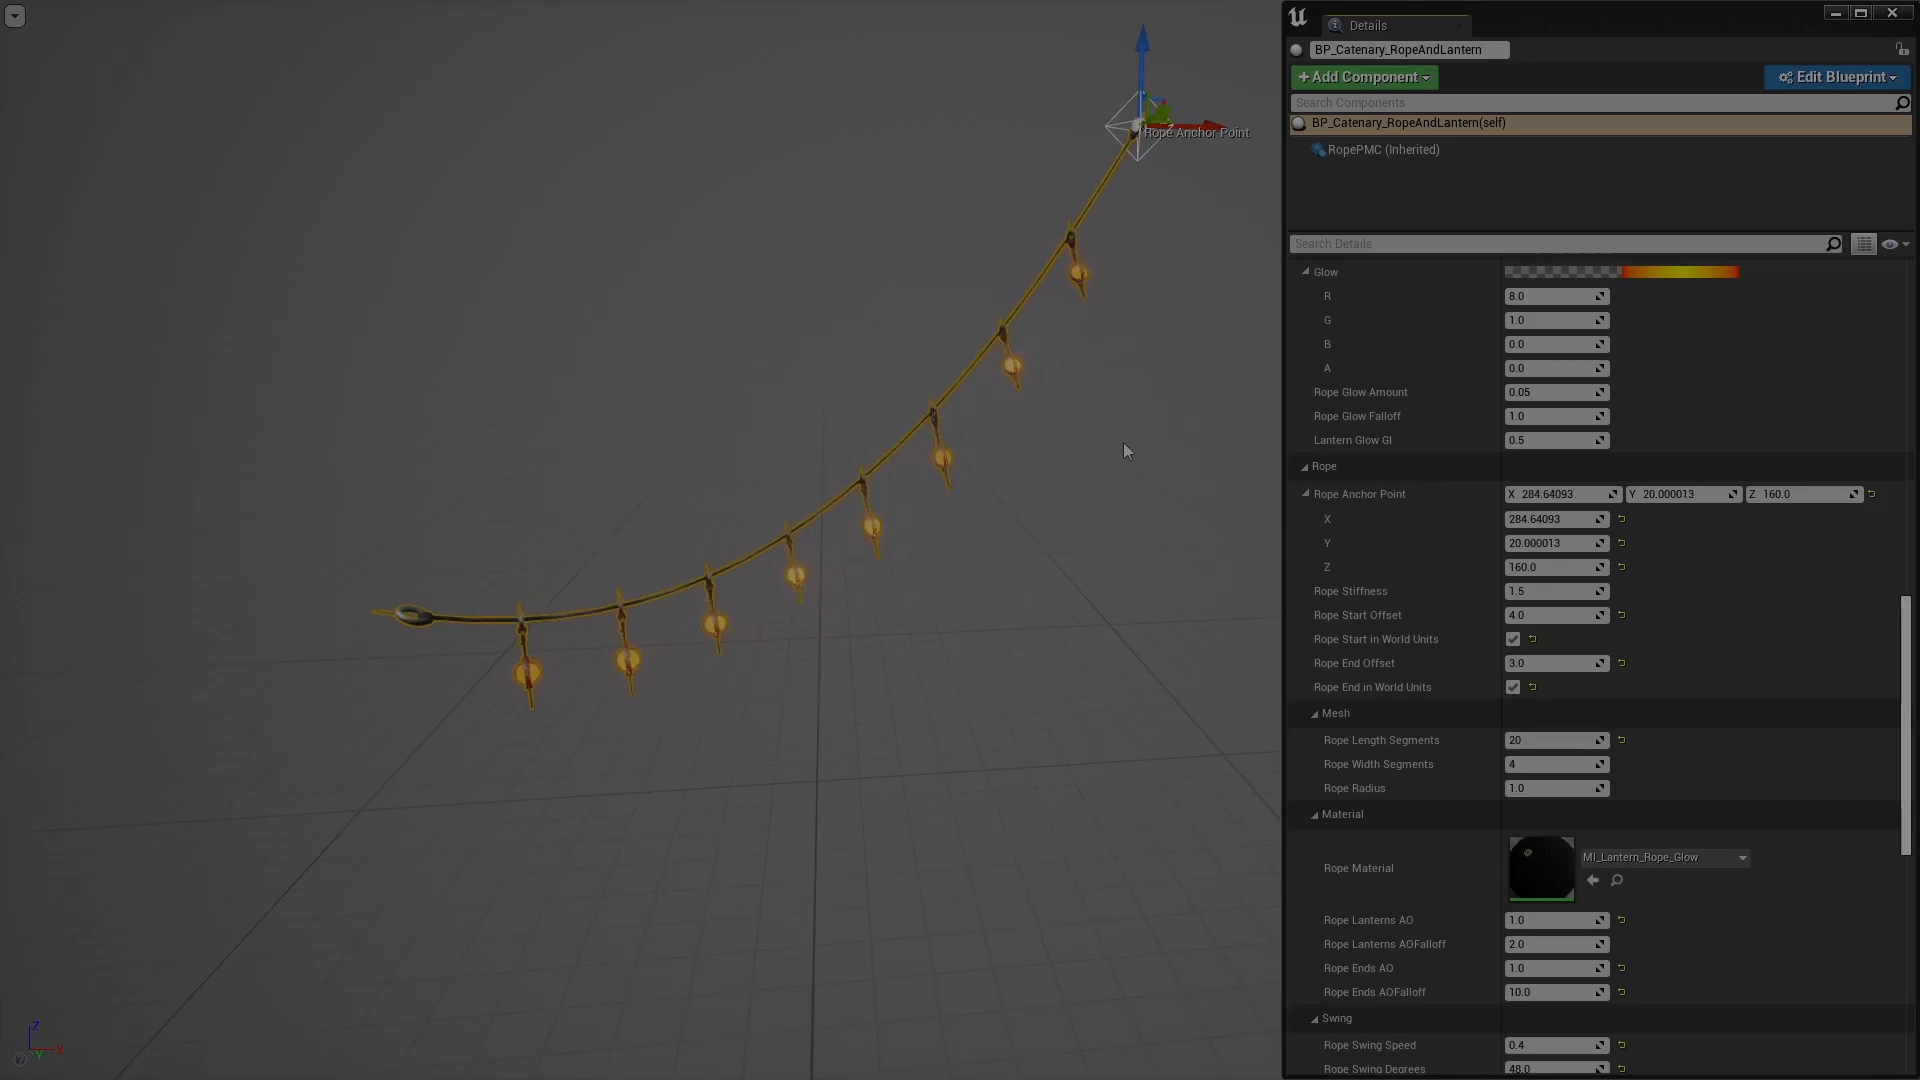 Details
BP_Catenary_RopeAndLantern
+Add Component
Edit Blueprint
Search Components
BP_Catenary_RopeAndLantern(self)
RopePMC (Inherited)
Rope Anchor Point
Search Details
Glow
R 8.0
G 1.0
B 0.0
A 0.0
Rope Glow Amount 0.05
Rope Glow Falloff 1.0
Lantern Glow GI 0.5
Rope
Rope Anchor Point X 284.64093 Y 20.000013 Z 160.0
X 284.64093
Y 20.000013
Z 160.0
Rope Stiffness 1.5
Rope Start Offset 4.0
Rope Start in World Units
Rope End Offset 3.0
Rope End in World Units
Mesh
Rope Length Segments 20
Rope Width Segments 4
Rope Radius 1.0
Material
Rope Material MI_Lantern_Rope_Glow
Rope Lanterns AO 1.0
Rope Lanterns AOFalloff 2.0
Rope Ends AO 1.0
Rope Ends AOFalloff 10.0
Swing
Rope Swing Speed 0.4
Rope Swing Degrees 48.0
Z
Y
X